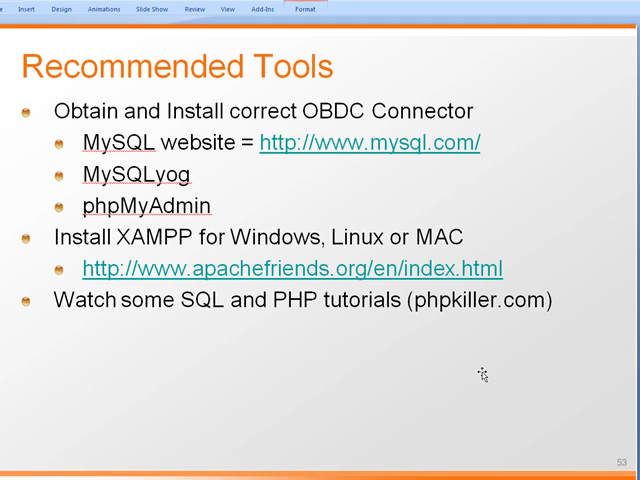 Insert Design Animations Slide Show Review View Add-Ins Format
Recommended Tools
Obtain and Install correct OBDC Connector
MySQL website = http://www.mysql.com/
MySQLyog
phpMyAdmin
Install XAMPP for Windows, Linux or MAC
http://www.apachefriends.org/en/index.html
Watch some SQL and PHP tutorials (phpkiller.com)
53